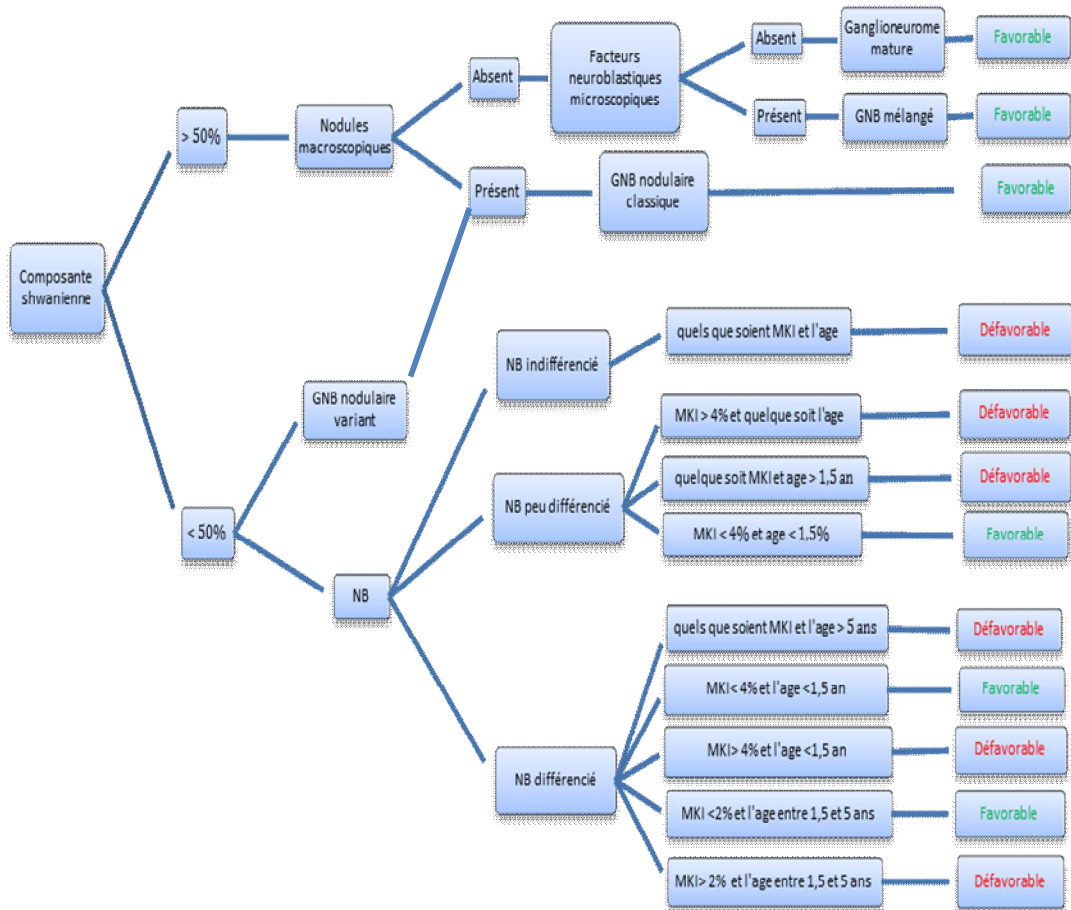 Composante
shwanienne
> 50%
Nodules
macroscopiques
Absent
Facteurs
neuroblastiques
microscopiques
Absent
Ganglioneurome
mature
Favorable
Présent
GNB mélangé
Favorable
Présent
GNB nodulaire
classique
Favorable
< 50%
GNB nodulaire
variant
NB
NB indifférencié
quels que soient MKI et l'age
Défavorable
NB peu différencié
MKI > 4% et quelque soit l'age
Défavorable
quelque soit MKI et age > 1,5 an
Défavorable
MKI < 4% et age < 1,5%
Favorable
NB différencié
quels que soient MKI et l'age > 5 ans
Défavorable
MKI< 4% et l'age <1,5 an
Favorable
MKI> 4% et l'age <1,5 an
Défavorable
MKI <2% et l'age entre 1,5 et 5 ans
Favorable
MKI> 2% et l'age entre 1,5 et 5 ans
Défavorable